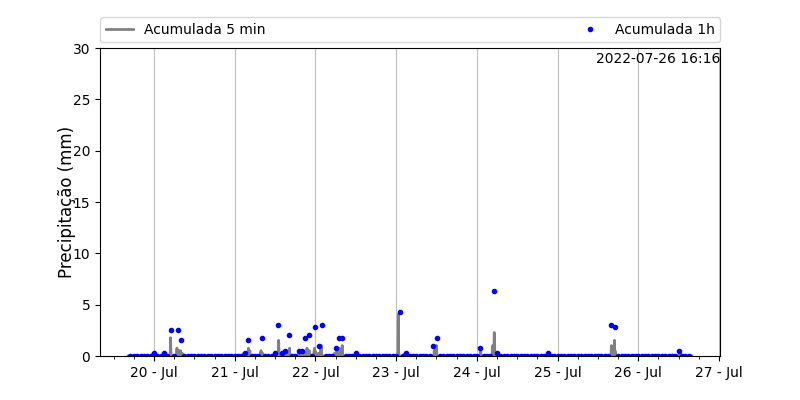 Acumulada 5 min Acumulada 1h
2022-07-26 16:16
Precipitação (mm)
30
25
20
15
10
5
0
20 - Jul 21 - Jul 22 - Jul 23 - Jul 24 - Jul 25 - Jul 26 - Jul 27 - Jul